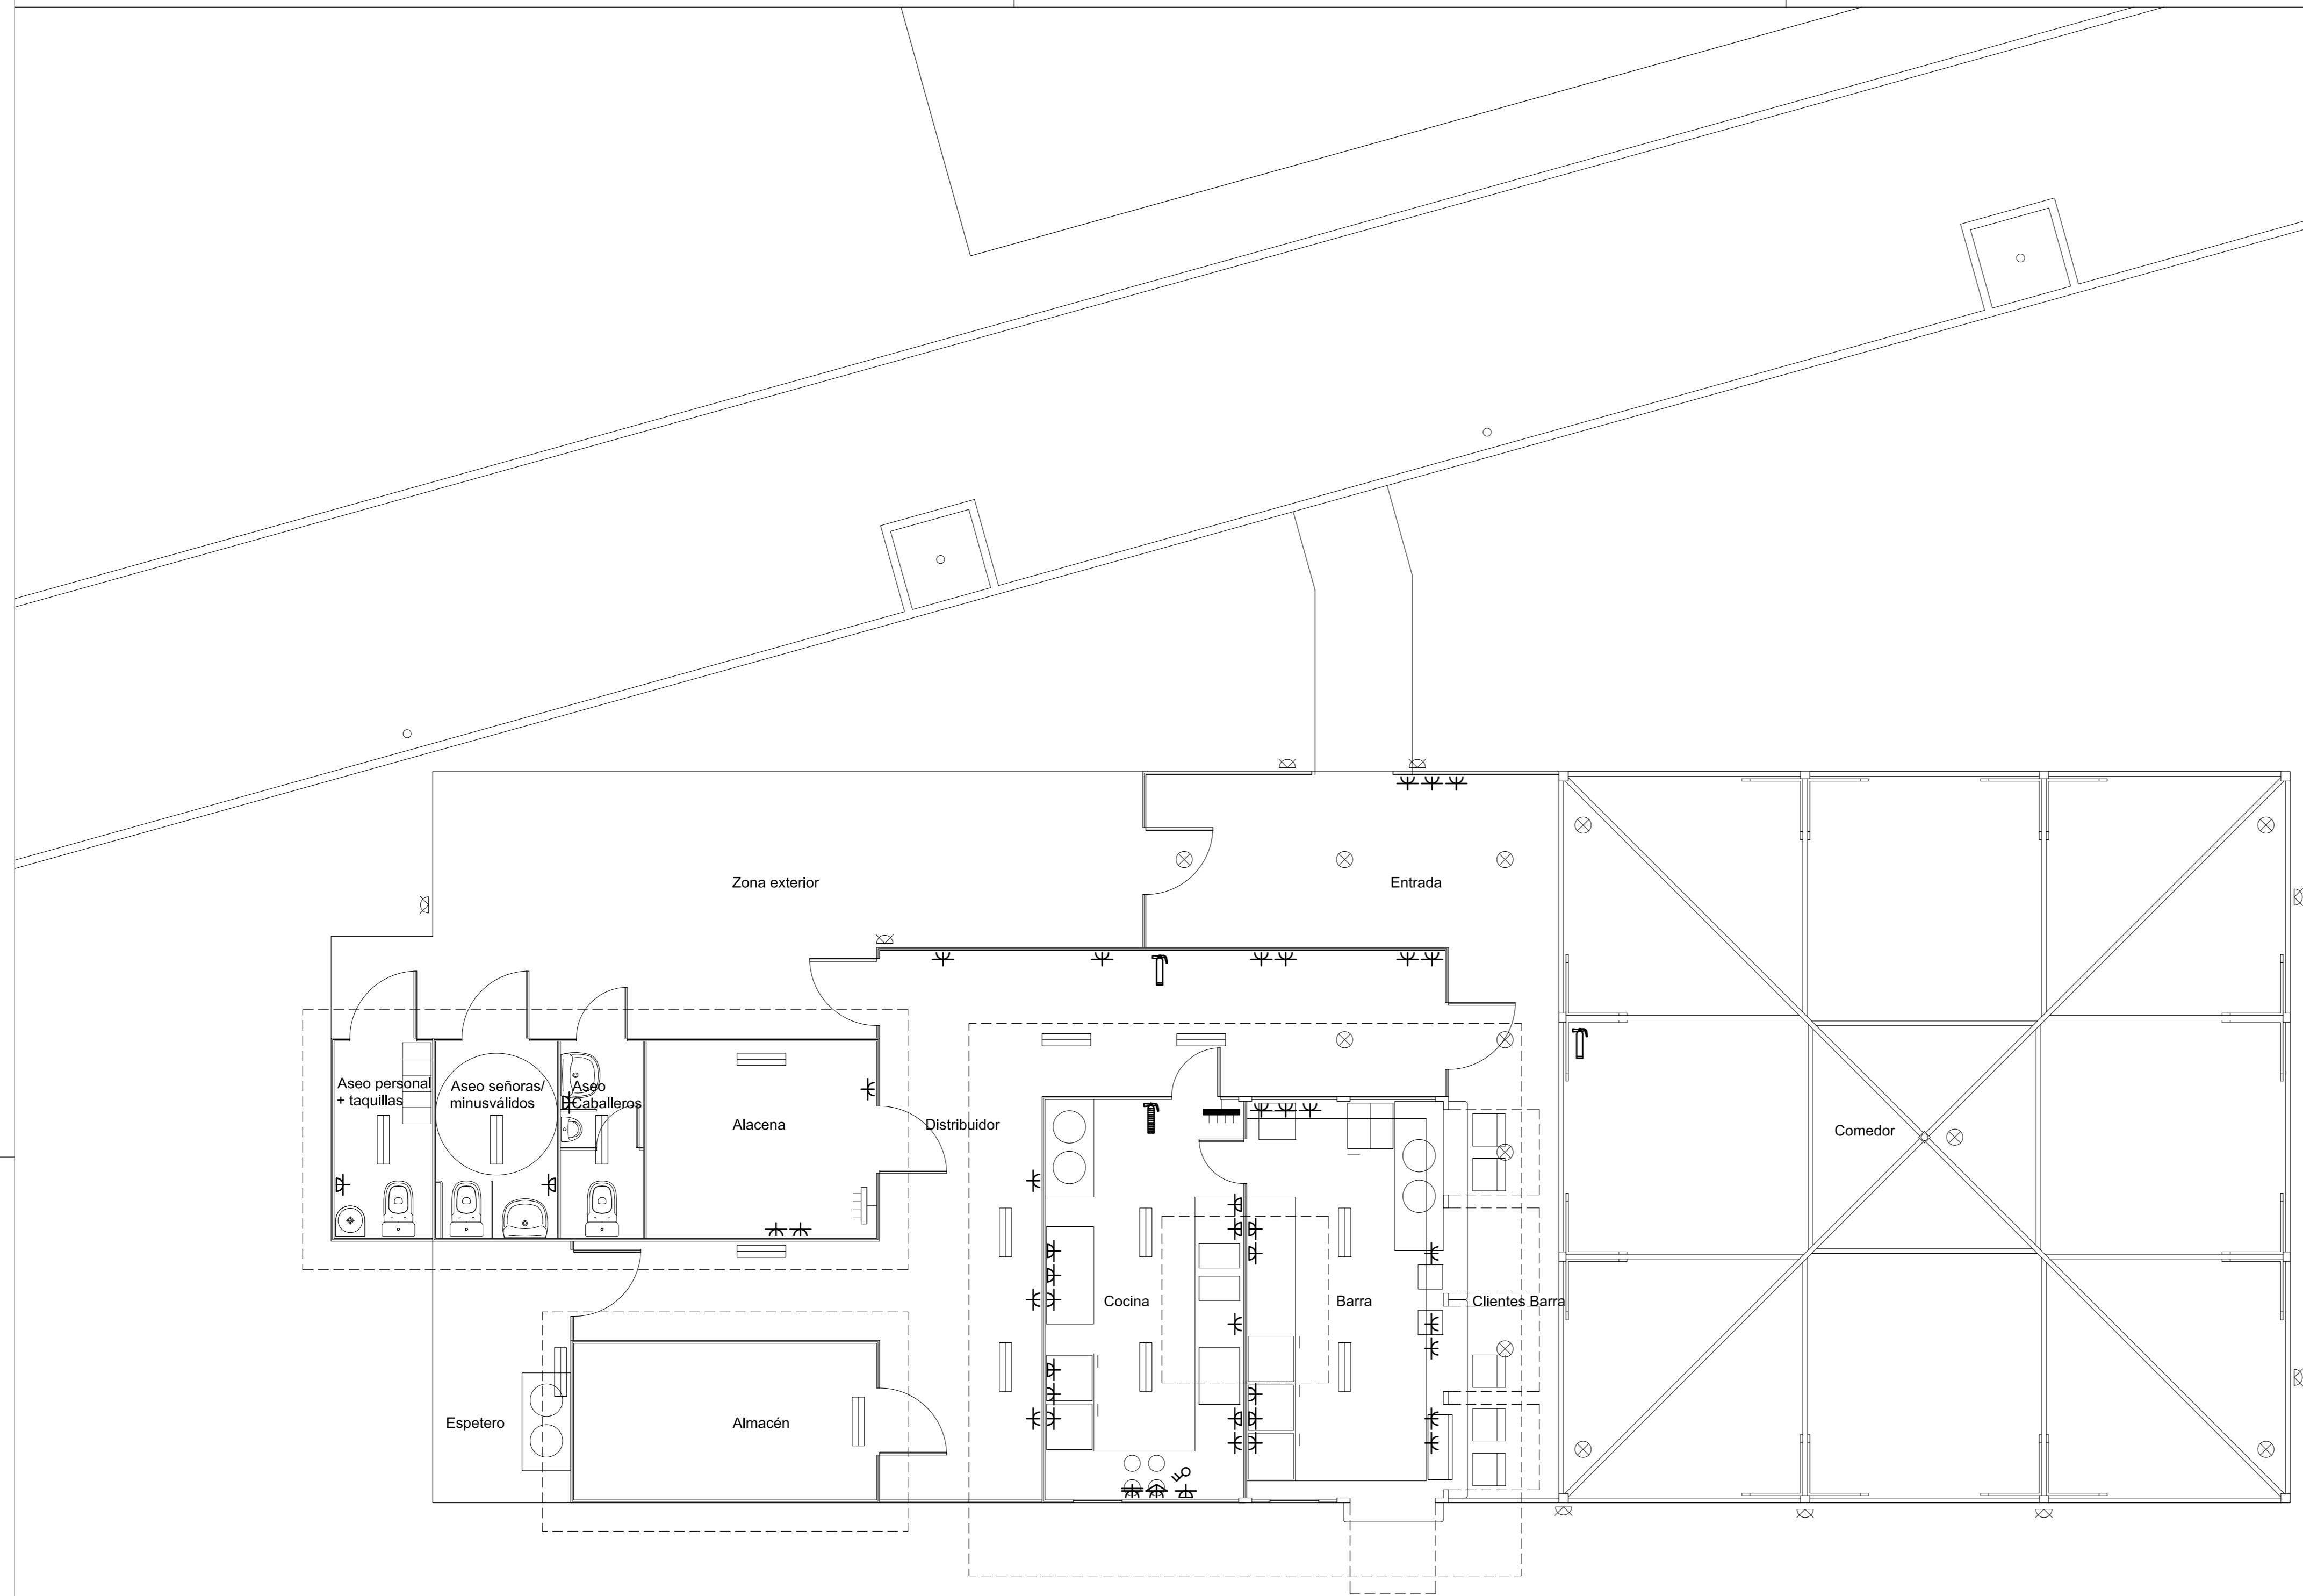 Zona exterior
Entrada
Aseo personal
+ taquillas
Aseo señoras/
minusválidos
Aseo
Caballeros
Alacena
Distribuidor
Comedor
Cocina
Barra
Clientes Barra
Espetero
Almacén